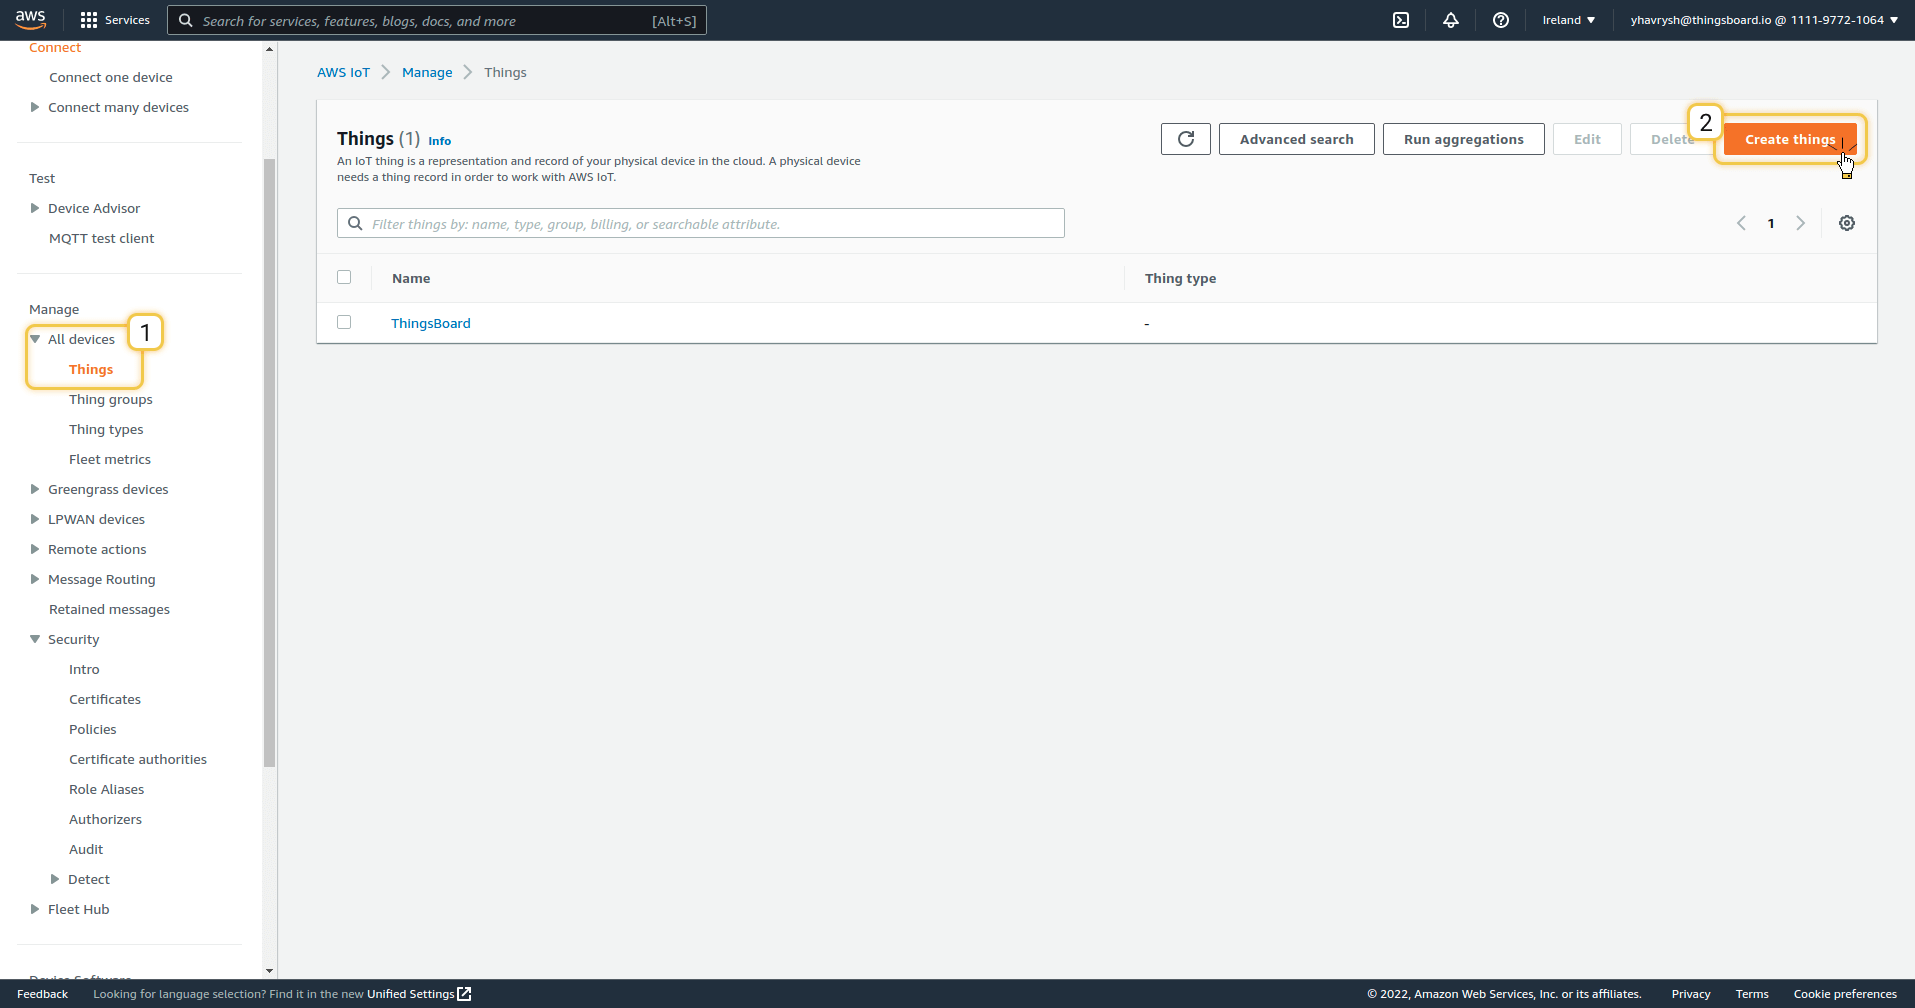 aws Services Search for services, features, blogs, docs, and more [Alt+S] Ireland yhavrysh@thingsboard.io @ 1111-9772-1064
Connect
Connect one device
Connect many devices
Test
Device Advisor
MQTT test client
Manage
All devices
1
Things
Thing groups
Thing types
Fleet metrics
Greengrass devices
LPWAN devices
Remote actions
Message Routing
Retained messages
Security
Intro
Certificates
Policies
Certificate authorities
Role Aliases
Authorizers
Audit
Detect
Fleet Hub
Device Software
AWS IoT Manage Things
Things (1) Info
An IoT thing is a representation and record of your physical device in the cloud. A physical device
needs a thing record in order to work with AWS IoT.
Advanced search Run aggregations Edit Delete 2 Create things
Filter things by: name, type, group, billing, or searchable attribute.
1
Name Thing type
ThingsBoard -
Feedback Looking for language selection? Find it in the new Unified Settings © 2022, Amazon Web Services, Inc. or its affiliates. Privacy Terms Cookie preferences